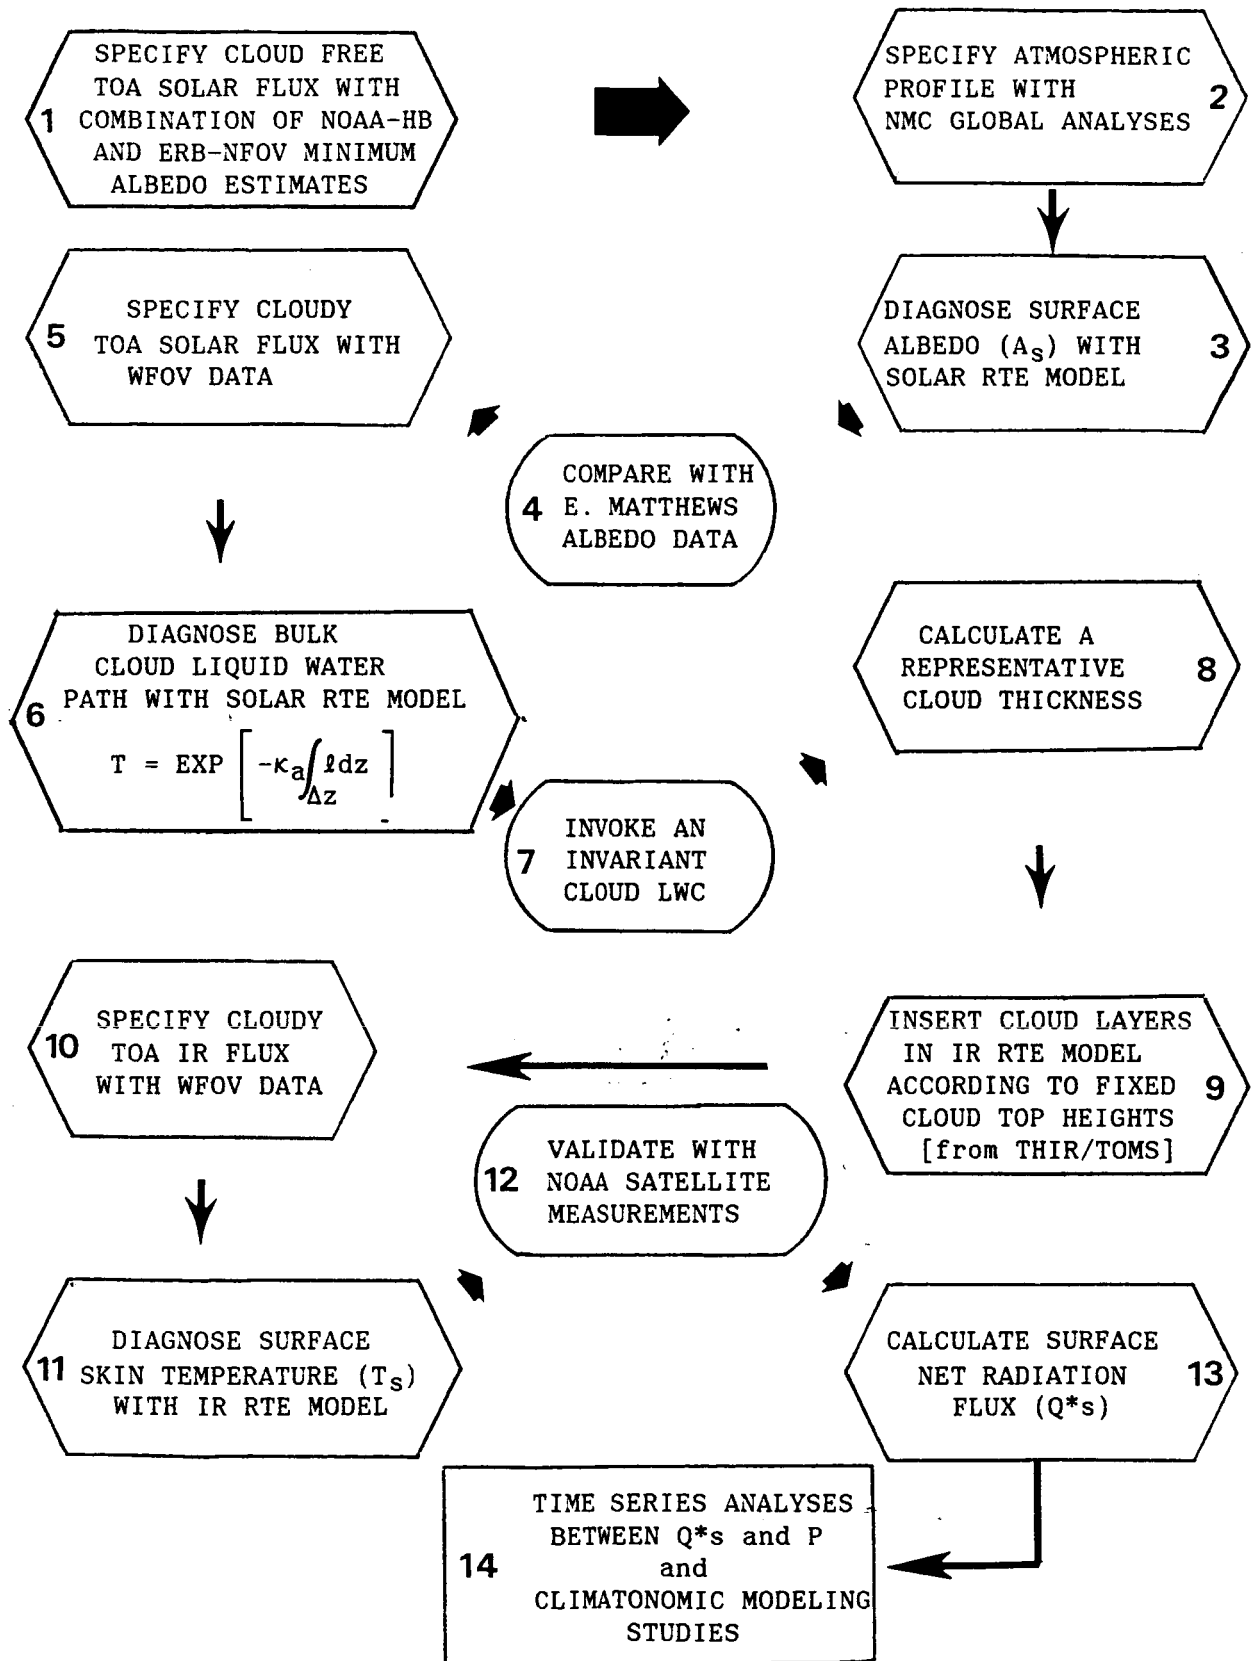 1
SPECIFY CLOUD FREE
TOA SOLAR FLUX WITH
COMBINATION OF NOAA-HB
AND ERB-NFOV MINIMUM
ALBEDO ESTIMATES
SPECIFY ATMOSPHERIC
PROFILE WITH
NMC GLOBAL ANALYSES
2
DIAGNOSE SURFACE
ALBEDO (A_s) WITH
SOLAR RTE MODEL
3
4
COMPARE WITH
E. MATTHEWS
ALBEDO DATA
5
SPECIFY CLOUDY
TOA SOLAR FLUX WITH
WFOV DATA
6
DIAGNOSE BULK
CLOUD LIQUID WATER
PATH WITH SOLAR RTE MODEL
T = EXP [ -κ_a ∫_Δz ℓdz ]
7
INVOKE AN
INVARIANT
CLOUD LWC
CALCULATE A
REPRESENTATIVE
CLOUD THICKNESS
8
INSERT CLOUD LAYERS
IN IR RTE MODEL
ACCORDING TO FIXED
CLOUD TOP HEIGHTS
[from THIR/TOMS]
9
10
SPECIFY CLOUDY
TOA IR FLUX
WITH WFOV DATA
11
DIAGNOSE SURFACE
SKIN TEMPERATURE (T_s)
WITH IR RTE MODEL
12
VALIDATE WITH
NOAA SATELLITE
MEASUREMENTS
CALCULATE SURFACE
NET RADIATION
FLUX (Q*s)
13
14
TIME SERIES ANALYSES
BETWEEN Q*s and P
and
CLIMATONOMIC MODELING
STUDIES